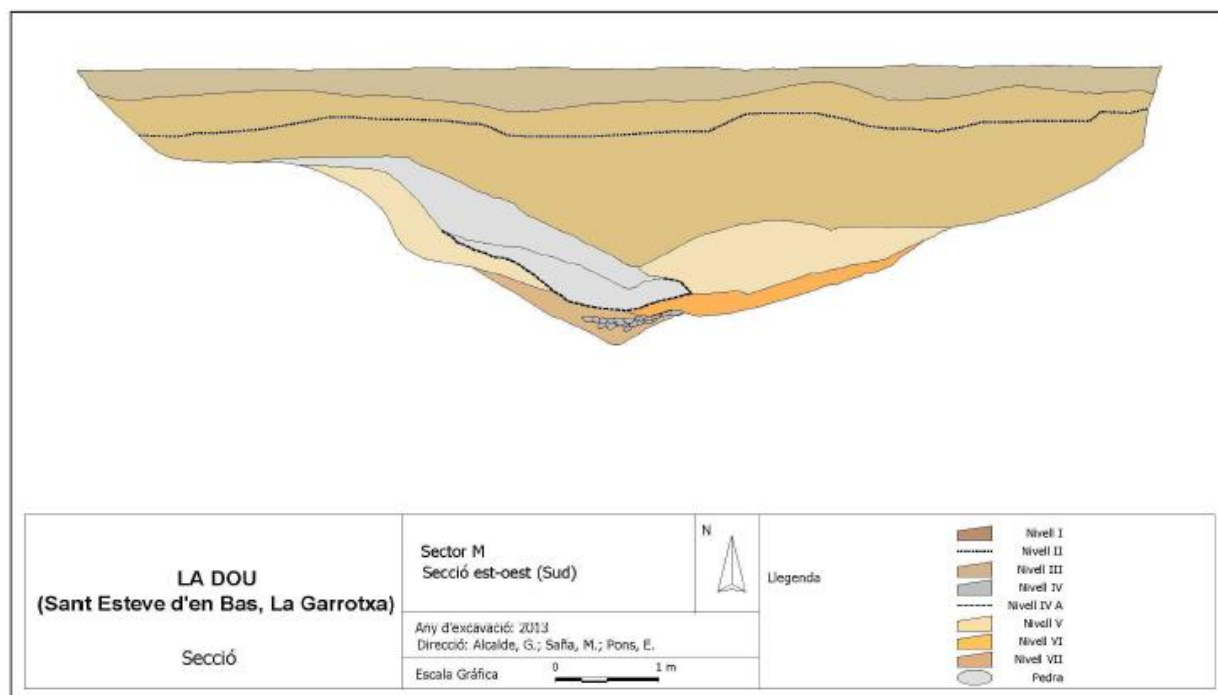 LA DOU
(Sant Esteve d'en Bas, La Garrotxa)
Secció
Sector M
Secció est-oest (Sud)
Any d'excavació: 2013
Direcció: Alcalde, G.; Saña, M.; Pons, E.
Escala Gráfica
0 1 m
N
Llegenda
Nivell I
Nivell II
Nivell III
Nivell IV
Nivell IV A
Nivell V
Nivell VI
Nivell VII
Pedra